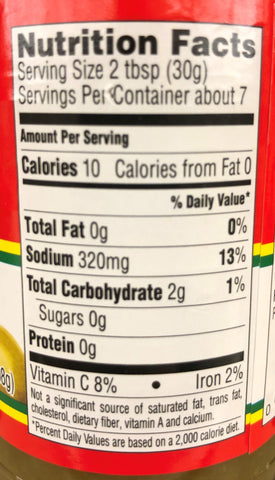 Nutrition Facts
Serving Size 2 tbsp (30g)
Servings Per Container about 7
Amount Per Serving
Calories 10 Calories from Fat 0
% Daily Value*
Total Fat 0g 0%
Sodium 320mg 13%
Total Carbohydrate 2g 1%
Sugars 0g
Protein 0g
Vitamin C 8% • Iron 2%
Not a significant source of saturated fat, trans fat,
cholesterol, dietary fiber, vitamin A and calcium.
*Percent Daily Values are based on a 2,000 calorie diet.
8g)